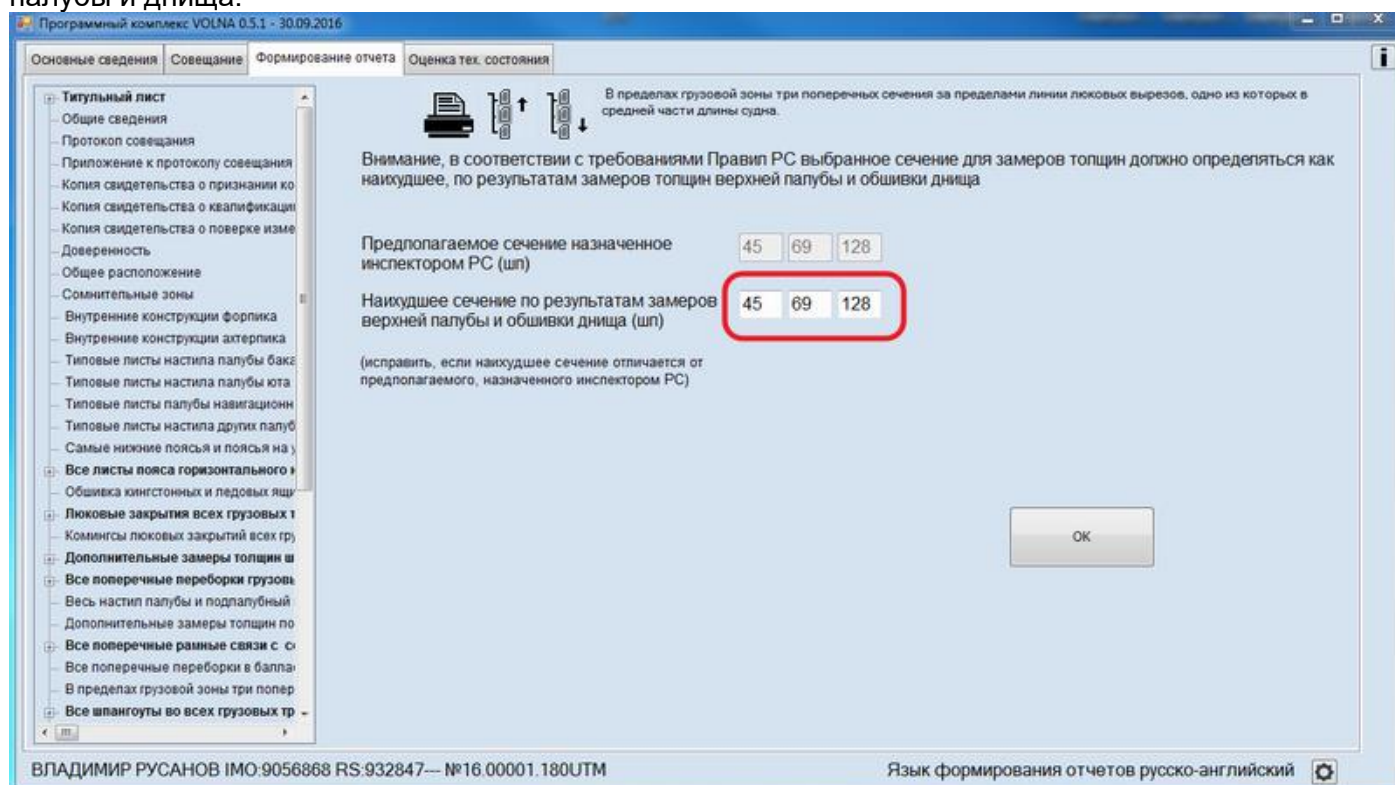 палубы и днища.
Программный комплекс VOLNA 0.5.1 - 30.09.2016
Основные сведения Совещание Формирование отчета Оценка тех. состояния
Титульный лист
Общие сведения
Протокол совещания
Приложение к протоколу совещания
Копия свидетельства о признании ко
Копия свидетельства о квалификаци
Копия свидетельства о поверке изме
Доверенность
Общее расположение
Сомнительные зоны
Внутренние конструкции форпика
Внутренние конструкции ахтерпика
Типовые листы настила палубы бака
Типовые листы настила палубы юта
Типовые листы палубы навигационн
Типовые листы настила других палуб
Самые нижние поясья и поясья на у
Все листы пояса горизонтального к
Обшивка кингстонных и ледовых ящи
Люковые закрытия всех грузовых т
Комингсы люковых закрытий всех гру
Дополнительные замеры толщин ш
Все поперечные переборки грузовь
Весь настил палубы и подпалубный
Дополнительные замеры толщин по
Все поперечные рамные связи с со
Все поперечные переборки в балла
В пределах грузовой зоны три попер
Все шпангоуты во всех грузовых тр
В пределах грузовой зоны три поперечных сечения за пределами линии люковых вырезов, одно из которых в
средней части длины судна.
Внимание, в соответствии с требованиями Правил РС выбранное сечение для замеров толщин должно определяться как
наихудшее, по результатам замеров толщин верхней палубы и обшивки днища
Предполагаемое сечение назначенное
инспектором РС (шп)
45 69 128
Наихудшее сечение по результатам замеров
верхней палубы и обшивки днища (шп)
45 69 128
(исправить, если наихудшее сечение отличается от
предполагаемого, назначенного инспектором РС)
ОК
ВЛАДИМИР РУСАНОВ IMO:9056868 RS:932847--- №16.00001.180UTM
Язык формирования отчетов русско-английский